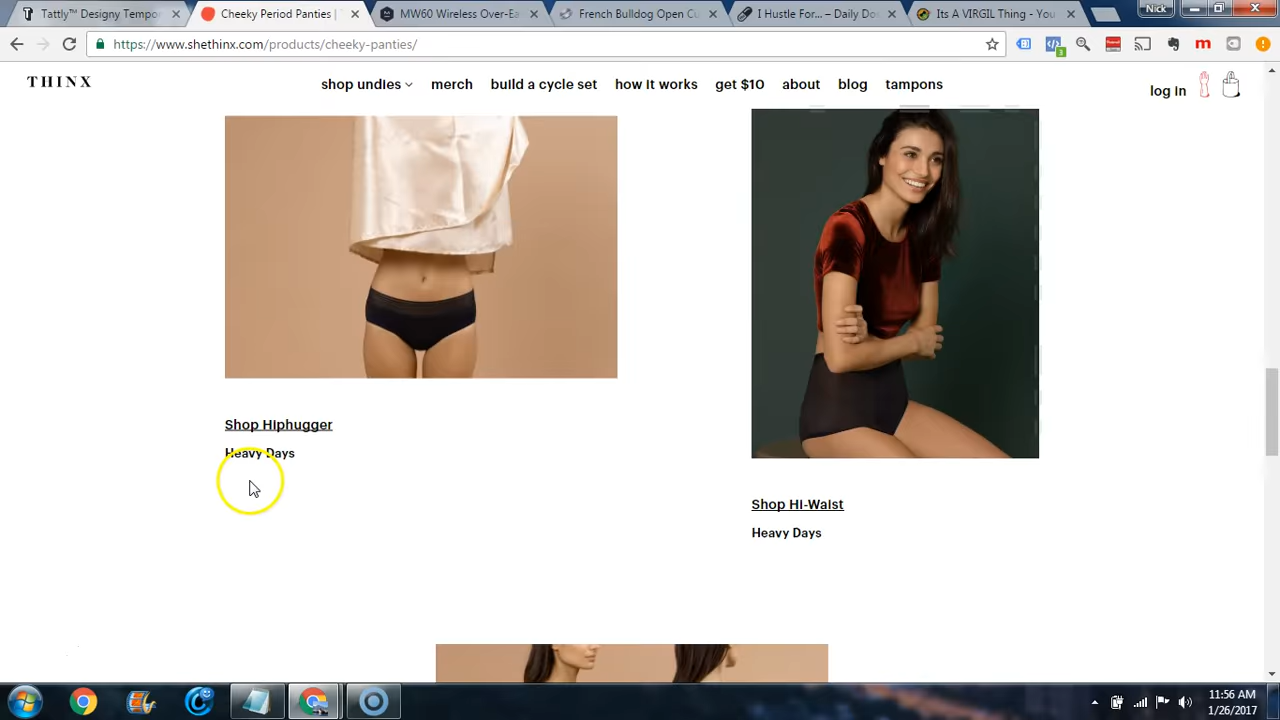 Tattly™ Designy Tempo
Cheeky Period Panties |
MW60 Wireless Over-Ea
French Bulldog Open Cu
I Hustle For... – Daily Do
Its A VIRGIL Thing - You
Nick
https://www.shethinx.com/products/cheeky-panties/
3
THINX
shop undies
merch
build a cycle set
how it works
get $10
about
blog
tampons
log in
Shop Hiphugger
Heavy Days
Shop Hi-Waist
Heavy Days
11:56 AM
1/26/2017